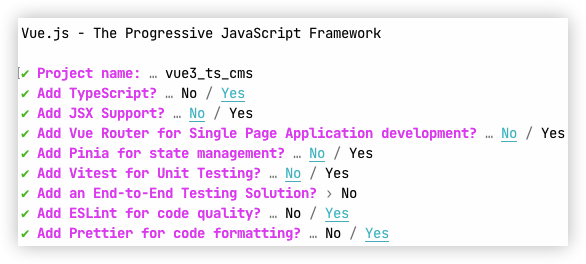 Vue.js - The Progressive JavaScript Framework
✔ Project name: … vue3_ts_cms
✔ Add TypeScript? … No / Yes
✔ Add JSX Support? … No / Yes
✔ Add Vue Router for Single Page Application development? … No / Yes
✔ Add Pinia for state management? … No / Yes
✔ Add Vitest for Unit Testing? … No / Yes
✔ Add an End-to-End Testing Solution? › No
✔ Add ESLint for code quality? … No / Yes
✔ Add Prettier for code formatting? … No / Yes